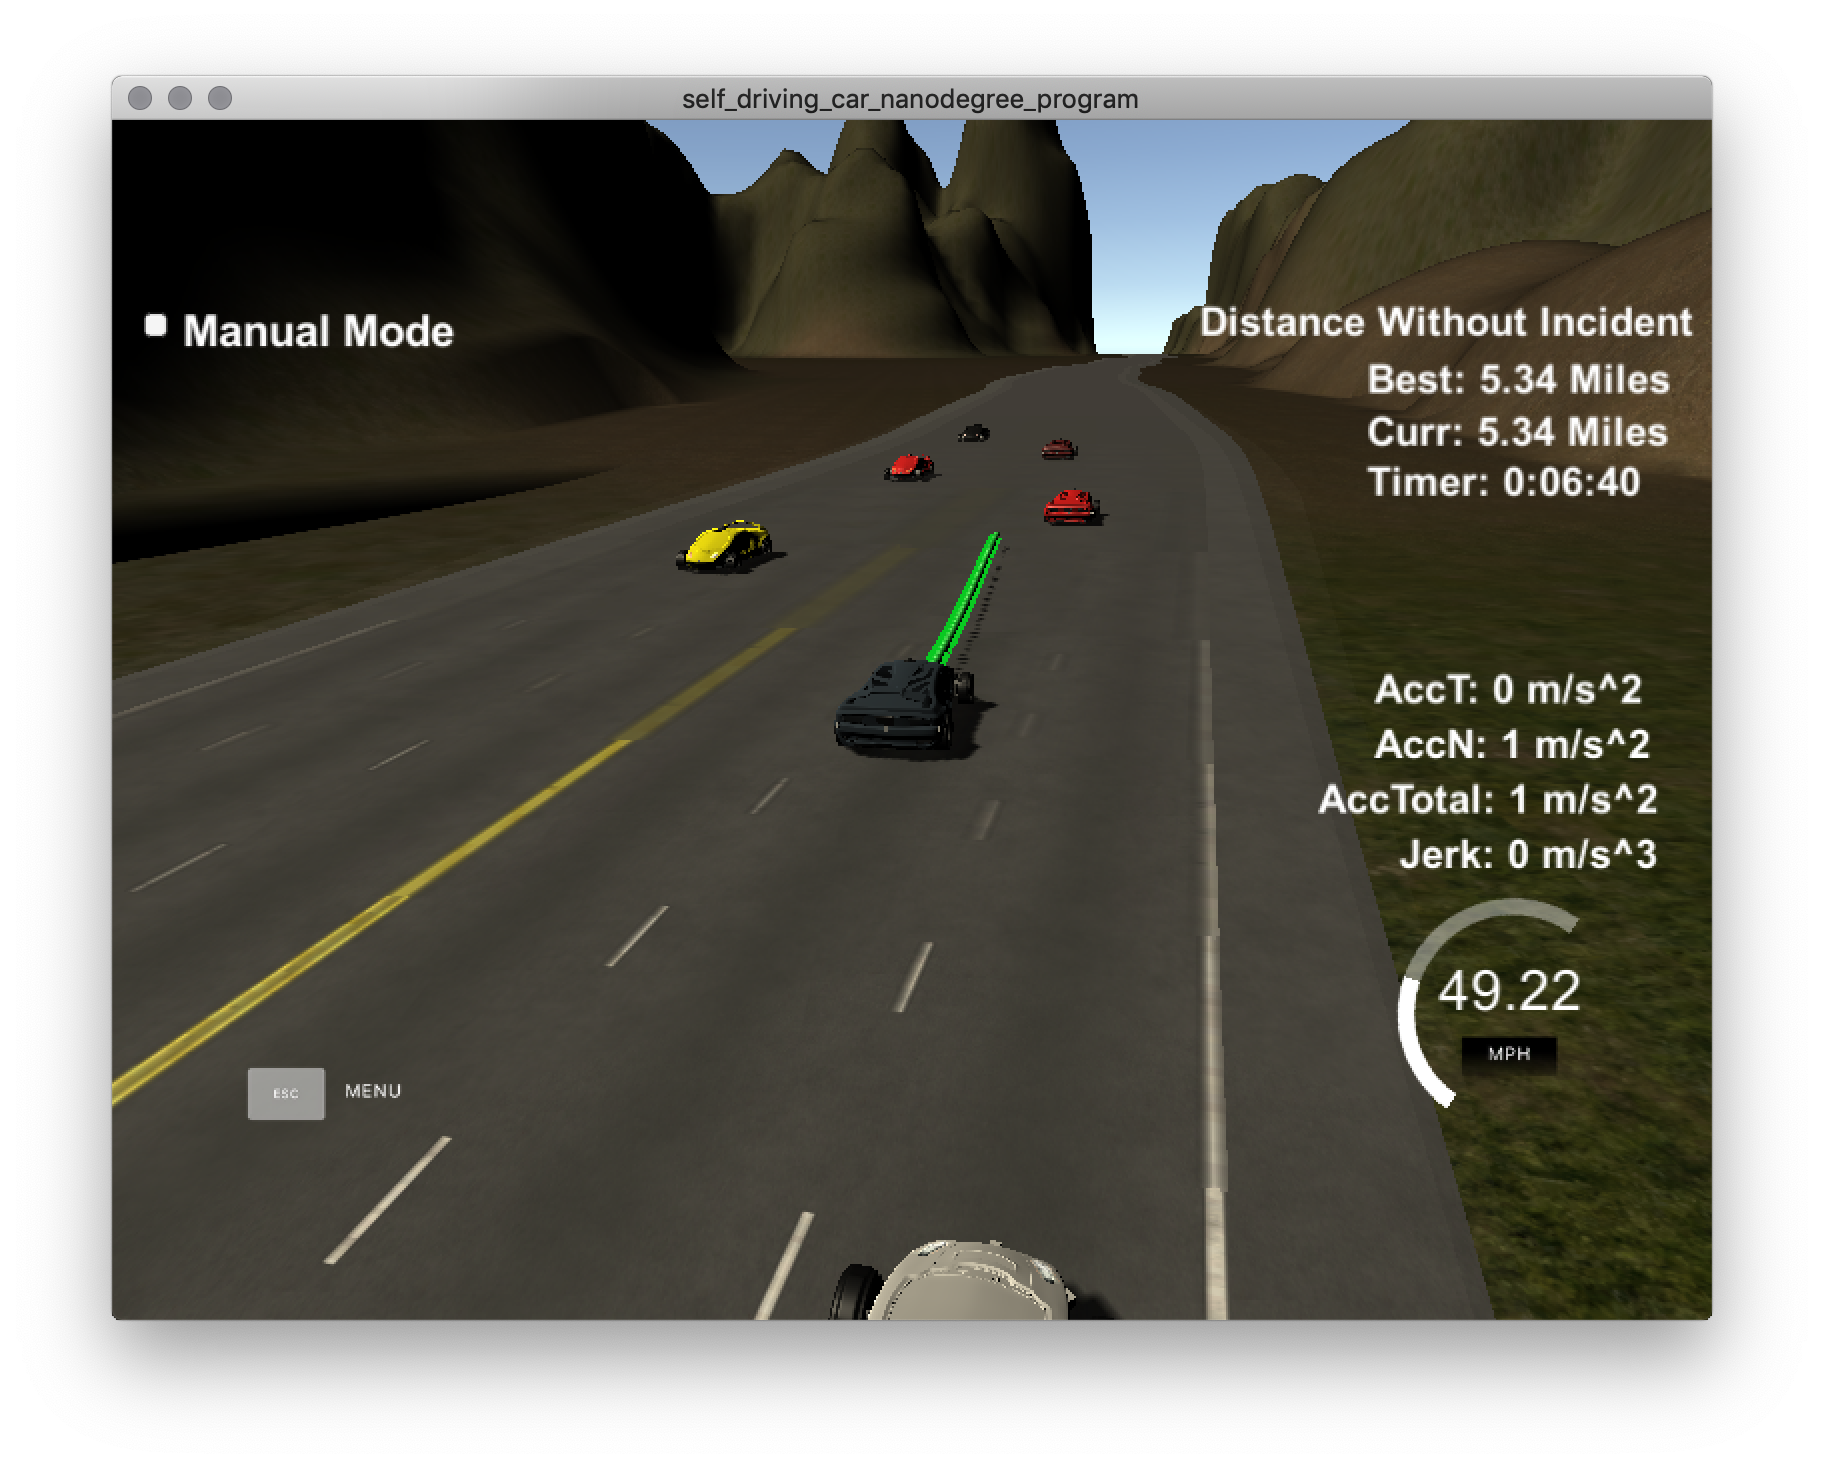 self_driving_car_nanodegree_program
Manual Mode
Distance Without Incident
Best: 5.34 Miles
Curr: 5.34 Miles
Timer: 0:06:40
AccT: 0 m/s^2
AccN: 1 m/s^2
AccTotal: 1 m/s^2
Jerk: 0 m/s^3
49.22
MPH
ESC MENU